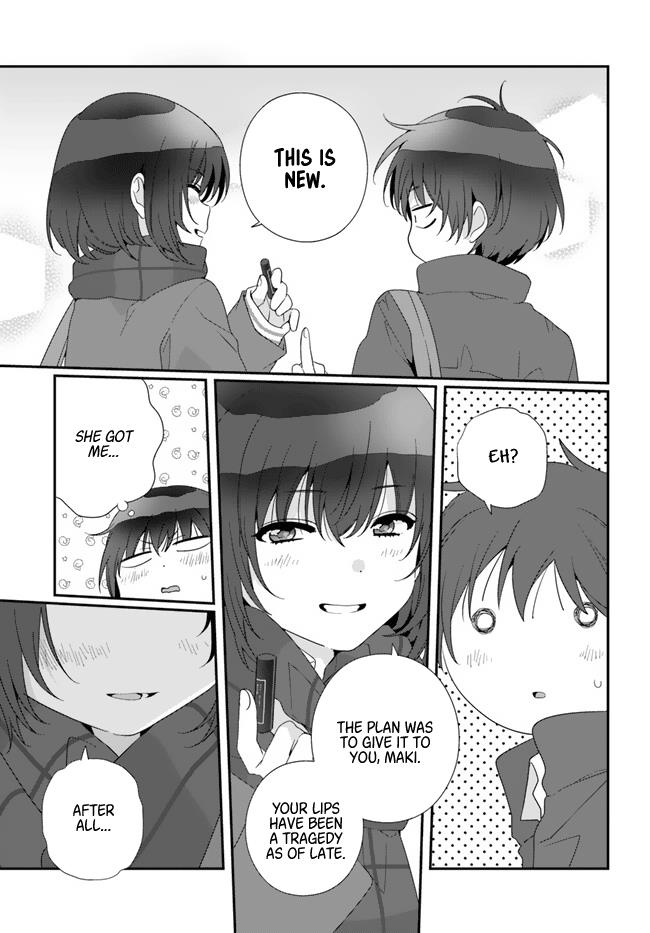 THIS IS
NEW.
EH?
THE PLAN WAS
TO GIVE IT TO
YOU, MAKI.
YOUR LIPS
HAVE BEEN
A TRAGEDY
AS OF LATE.
SHE GOT
ME...
AFTER
ALL...